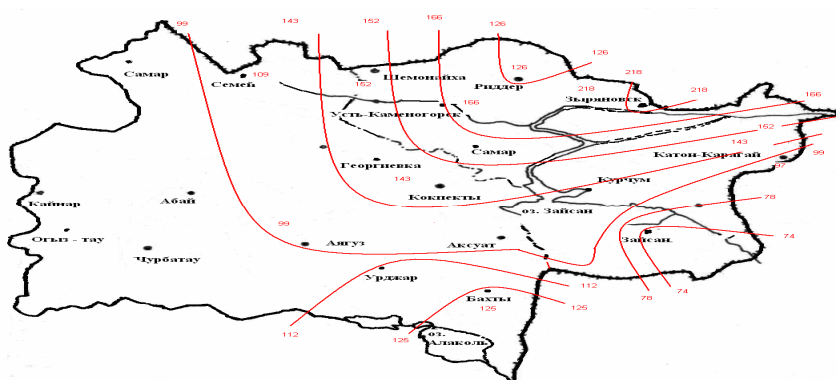 99
143
152
166
126
126
Самар
Семей
109
Шемонайха
152
126
Риддер
218
218
Зыряновск
166
166
Усть-Каменогорск
152
Самар
143
99
Георгиевка
Катон-Карагай
97
143
Кокпекты
Курчум
78
Кайнар
Абай
оз. Зайсан
Огыз - тау
99
Аягуз
Аксуат
Зайсан
74
Чурбатау
Урджар
112
78
74
Бахты
125
125
112
125
оз.
Алаколь